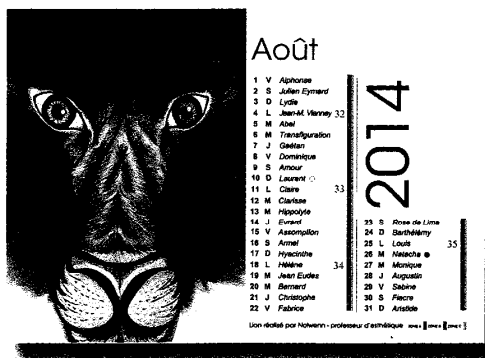 Août
1 V Alphonse
2 S Julien Eymard
3 D Lydie
4 L Jean-M. Vianney 32
5 M Abel
6 M Transfiguration
7 J Gaétan
8 V Dominique
9 S Amour
10 D Laurent ○
11 L Claire 33
12 M Clarisse
13 M Hippolyte
14 J Evrard
15 V Assomption
16 S Armel
17 D Hyacinthe
18 L Hélène 34
19 M Jean Eudes
20 M Bernard
21 J Christophe
22 V Fabrice
2014
23 S Rose de Lima
24 D Barthélémy
25 L Louis 35
26 M Natacha ●
27 M Monique
28 J Augustin
29 V Sabine
30 S Fiacre
31 D Aristide
Lion réalisé par Nolwenn - professeur d'esthétique ZONE A ZONE B ZONE C